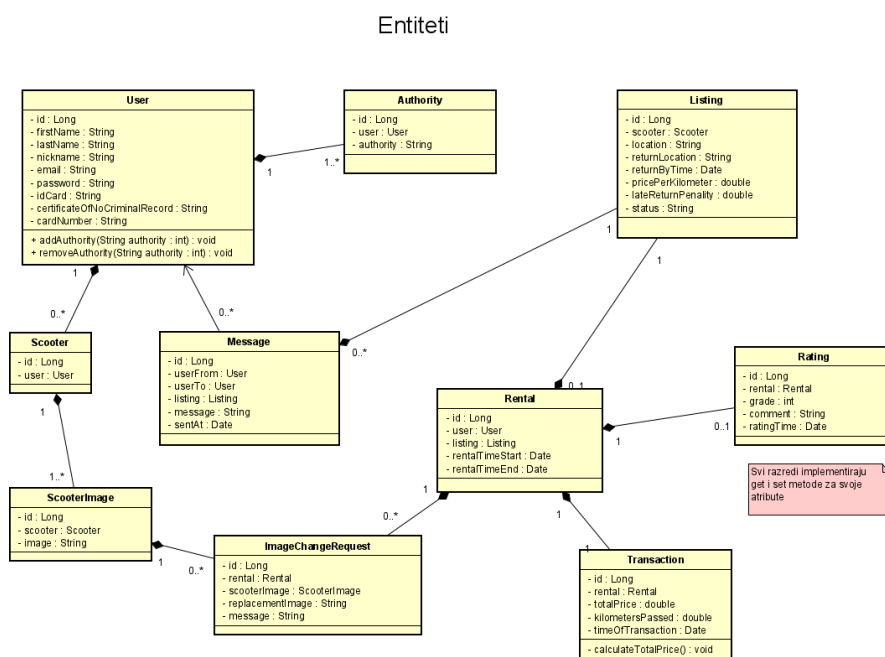 Entiteti
User
- id : Long
- firstName : String
- lastName : String
- nickname : String
- email : String
- password : String
- idCard : String
- certificateOfNoCriminalRecord : String
- cardNumber : String
+ addAuthority(String authority : int) : void
+ removeAuthority(String authority : int) : void
Authority
- id : Long
- user : User
- authority : String
Listing
- id : Long
- scooter : Scooter
- location : String
- returnLocation : String
- returnByTime : Date
- pricePerKilometer : double
- lateReturnPenality : double
- status : String
1
1..*
1
1
1
0..*
0..*
Scooter
- id : Long
- user : User
Message
- id : Long
- userFrom : User
- userTo : User
- listing : Listing
- message : String
- sentAt : Date
0..*
Rating
- id : Long
- rental : Rental
- grade : int
- comment : String
- ratingTime : Date
0..1
Rental
- id : Long
- user : User
- listing : Listing
- rentalTimeStart : Date
- rentalTimeEnd : Date
1
0..1
1
1..*
Svi razredi implementiraju
get i set metode za svoje
atribute
ScooterImage
- id : Long
- scooter : Scooter
- image : String
1
0..*
1
1
0..*
ImageChangeRequest
- id : Long
- rental : Rental
- scooterImage : ScooterImage
- replacementImage : String
- message : String
1
Transaction
- id : Long
- rental : Rental
- totalPrice : double
- kilometersPassed : double
- timeOfTransaction : Date
- calculateTotalPrice() : void